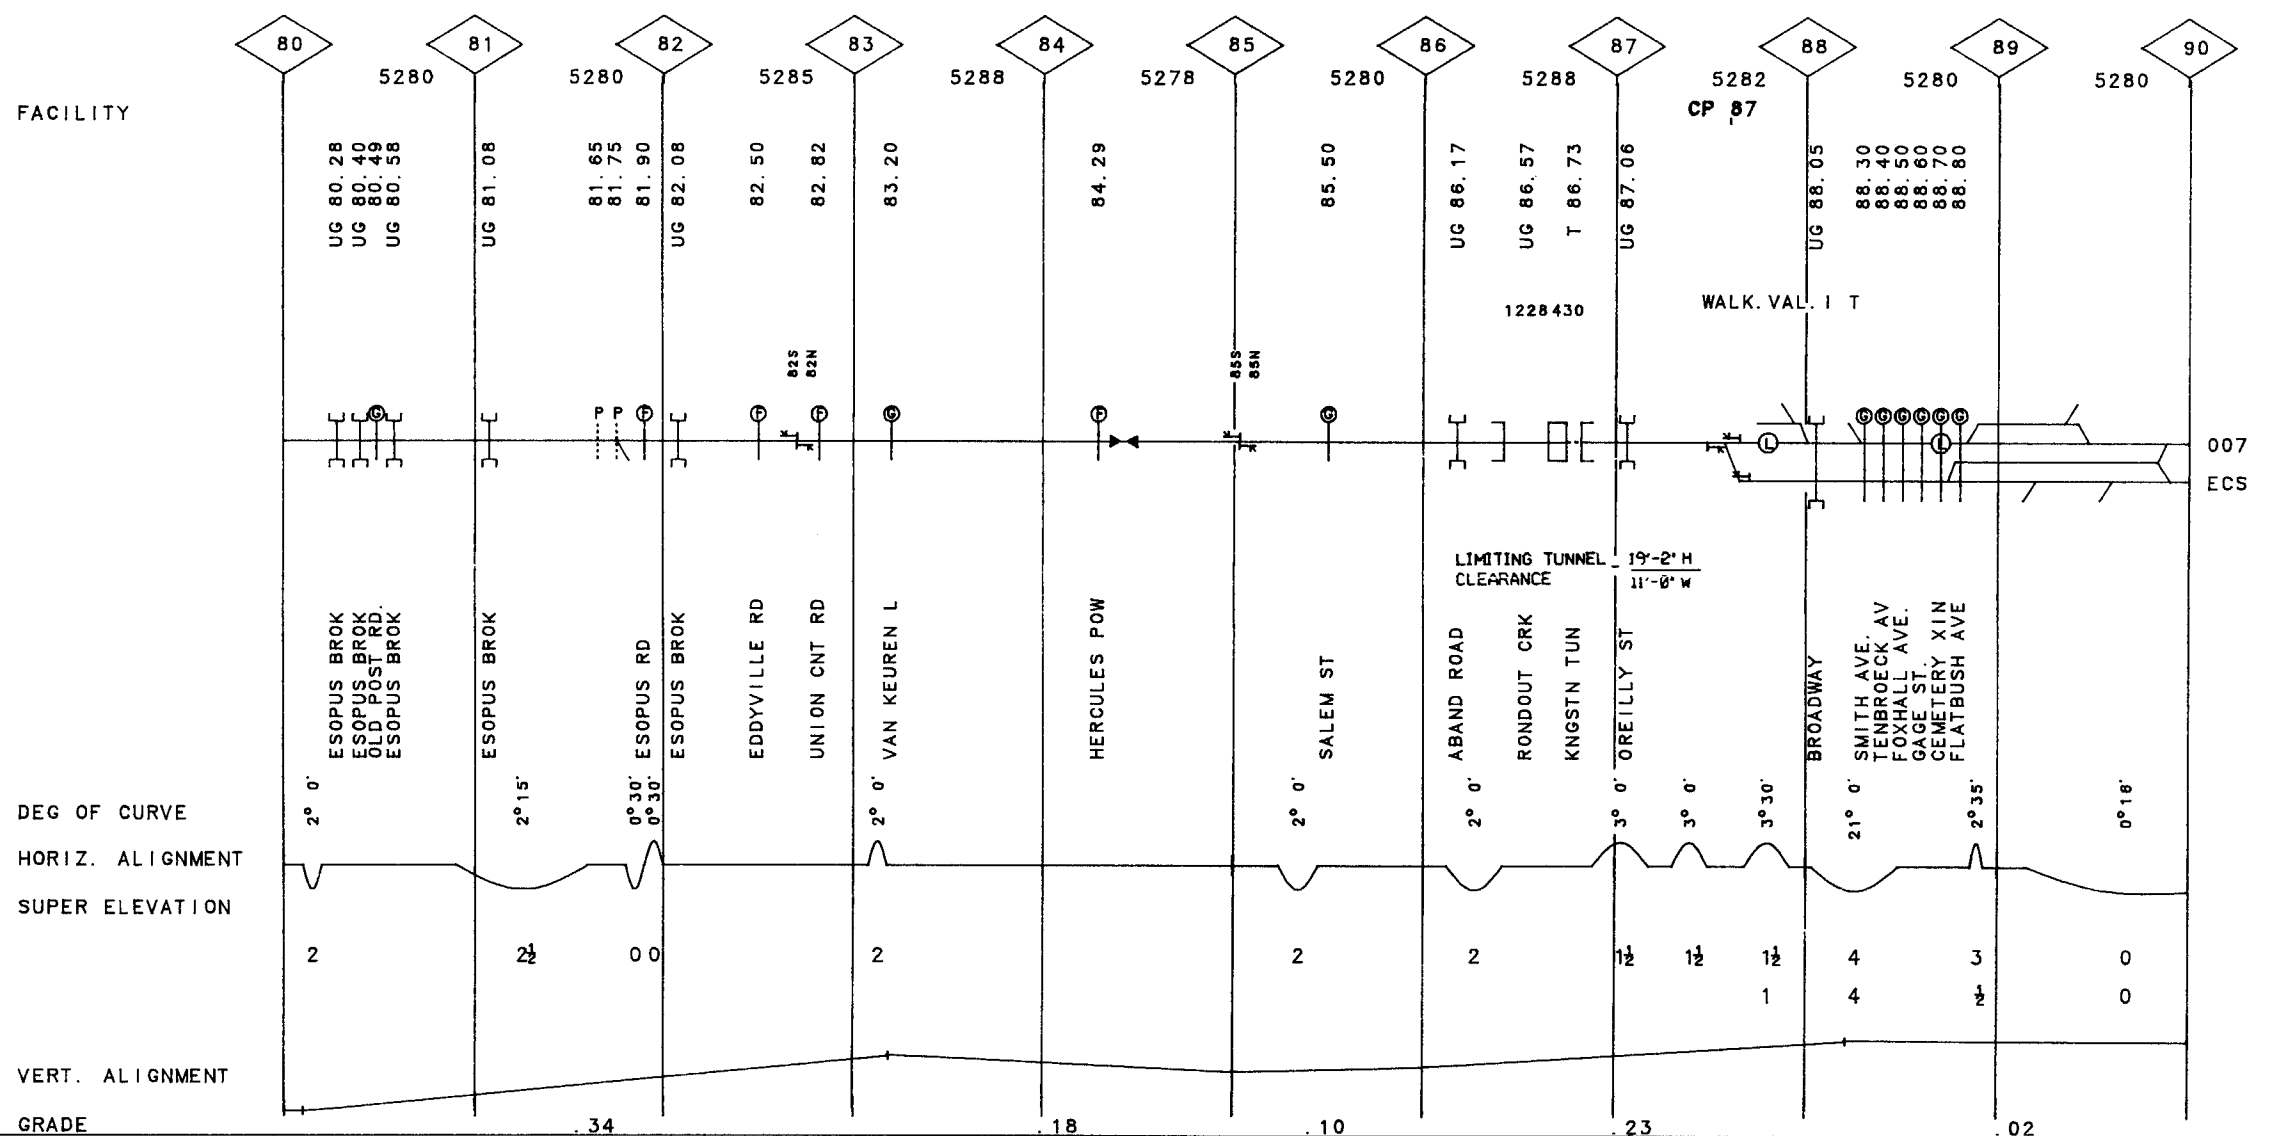 80 81 82 83 84 85 86 87 88 89 90
5280 5280 5285 5288 5278 5280 5288 5282 5280 5280
CP 87
FACILITY
UG 80.28
UG 80.40
80.49
UG 80.58
UG 81.08
81.65
81.75
81.90
UG 82.08
82.50
82.82
83.20
84.29
85.50
UG 86.17
UG 86.57
T 86.73
UG 87.06
UG 88.05
88.30
88.40
88.50
88.60
88.70
88.80
WALK.VAL.I T
1228430
82S
82N
85S
85N
G P P F F F G F G G G G G G G
L L
007
ECS
LIMITING TUNNEL 19'-2" H
CLEARANCE 11'-0" W
ESOPUS BROK
ESOPUS BROK
OLD POST RD.
ESOPUS BROK
ESOPUS BROK
ESOPUS RD
ESOPUS BROK
EDDYVILLE RD
UNION CNT RD
VAN KEUREN L
HERCULES POW
SALEM ST
ABAND ROAD
RONDOUT CRK
KNGSTN TUN
OREILLY ST
BROADWAY
SMITH AVE.
TENBROECK AV
FOXHALL AVE.
GAGE ST.
CEMETERY XIN
FLATBUSH AVE
DEG OF CURVE
2° 0'
2°15'
0°30'
0°30'
2° 0'
2° 0'
2° 0'
3° 0'
3° 0'
3°30'
21° 0'
2°35'
0°16'
HORIZ. ALIGNMENT
SUPER ELEVATION
2 2½ 0 0 2 2 2 1½ 1½ 1½ 4 3 0
1 4 ½ 0
VERT. ALIGNMENT
GRADE .34 .18 .10 .23 .02